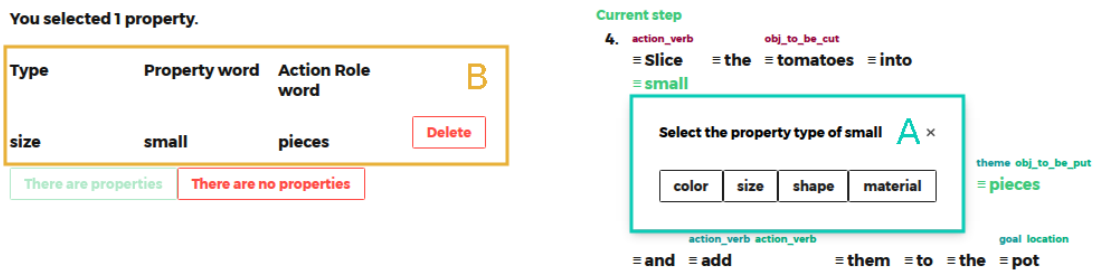 You selected 1 property.
Type Property word Action Role word B
size small pieces Delete
There are properties There are no properties
Current step
action_verb obj_to_be_cut
4. ≡ Slice ≡ the ≡ tomatoes ≡ into
≡ small
Select the property type of small A ×
color size shape material
theme obj_to_be_put
≡ pieces
action_verb action_verb goal location
≡ and ≡ add ≡ them ≡ to ≡ the ≡ pot